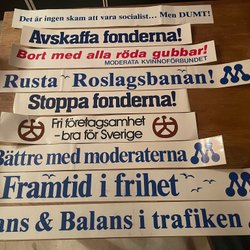 Det är ingen skam att vara socialist... Men DUMT!
Avskaffa fonderna!
Bort med alla röda gubbar!
MODERATA KVINNOFÖRBUNDET
Rusta Roslagsbanan!
Stoppa fonderna!
Fri företagsamhet
- bra för Sverige
Bättre med moderaterna
Framtid i frihet
ans & Balans i trafiken